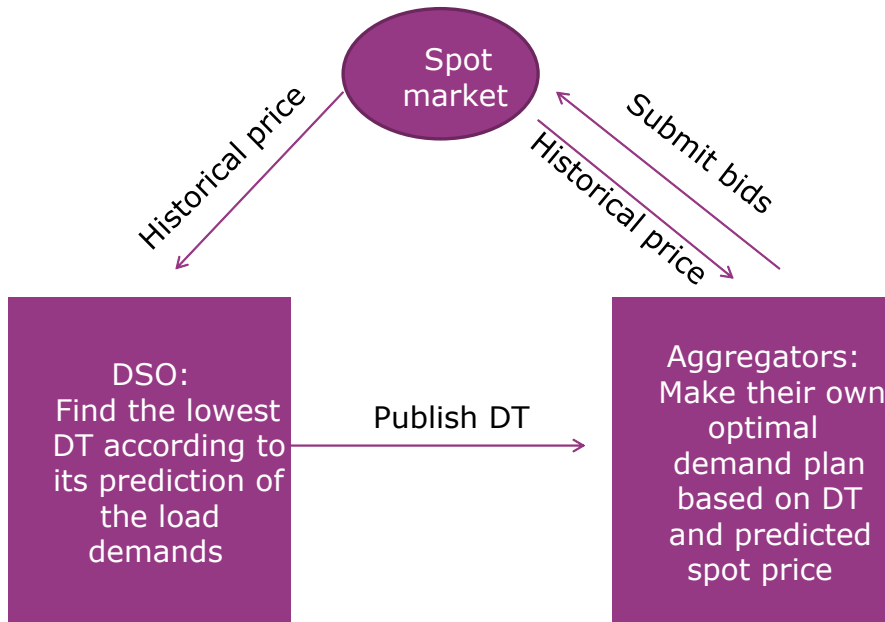 Spot
market
Historical price
Historical price
Submit bids
DSO:
Find the lowest
DT according to
its prediction of
the load
demands
Publish DT
Aggregators:
Make their own
optimal
demand plan
based on DT
and predicted
spot price